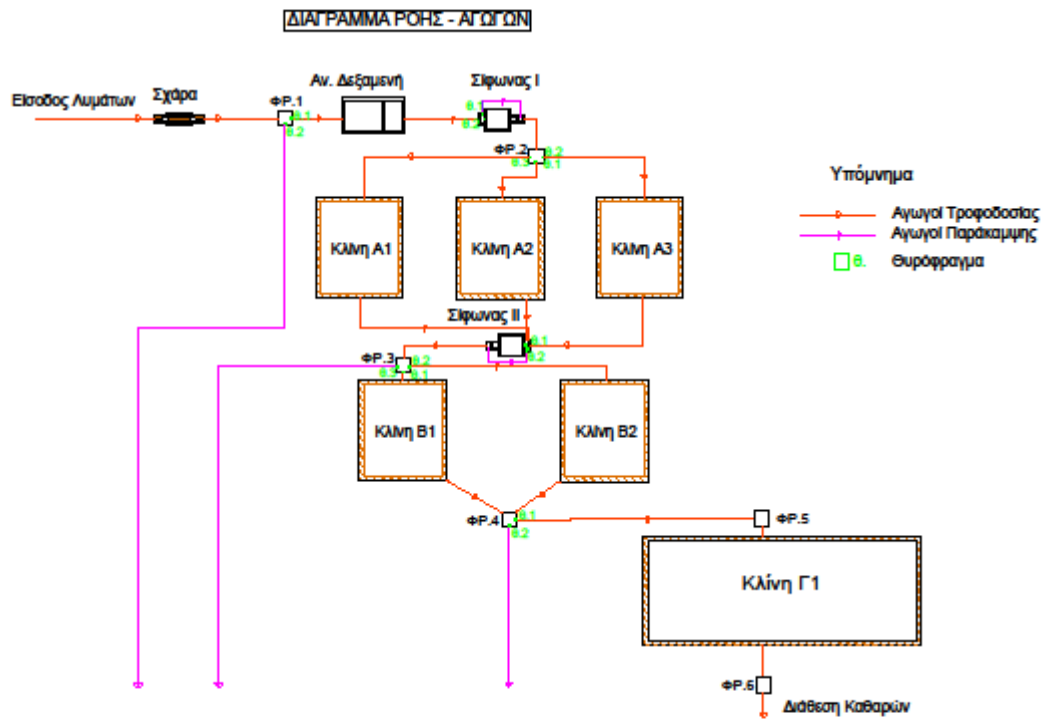 ΔΙΑΓΡΑΜΜΑ ΡΟΗΣ - ΑΓΩΓΩΝ
Είσοδος Λυμάτων
Σχάρα
ΦΡ.1
θ.1
θ.2
Αν. Δεξαμενή
Σίφωνας Ι
θ.1
θ.2
ΦΡ.2
θ.2
θ.3
θ.1
Υπόμνημα
Αγωγοί Τροφοδοσίας
Αγωγοί Παράκαμψης
θ. Θυρόφραγμα
Κλίνη Α1
Κλίνη Α2
Κλίνη Α3
Σίφωνας ΙΙ
θ.1
θ.2
ΦΡ.3
θ.2
θ.3
θ.1
Κλίνη Β1
Κλίνη Β2
ΦΡ.4
θ.1
θ.2
ΦΡ.5
Κλίνη Γ1
ΦΡ.6
Διάθεση Καθαρών